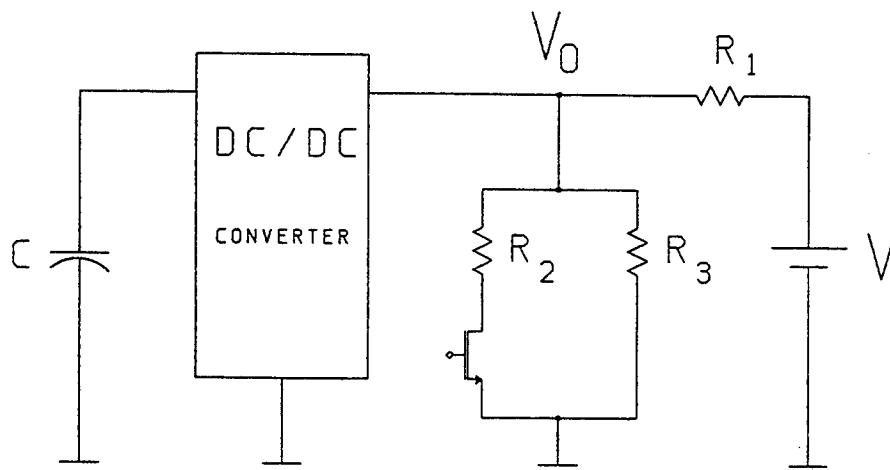 V0
R1
DC/DC
CONVERTER
C
R2
R3
V